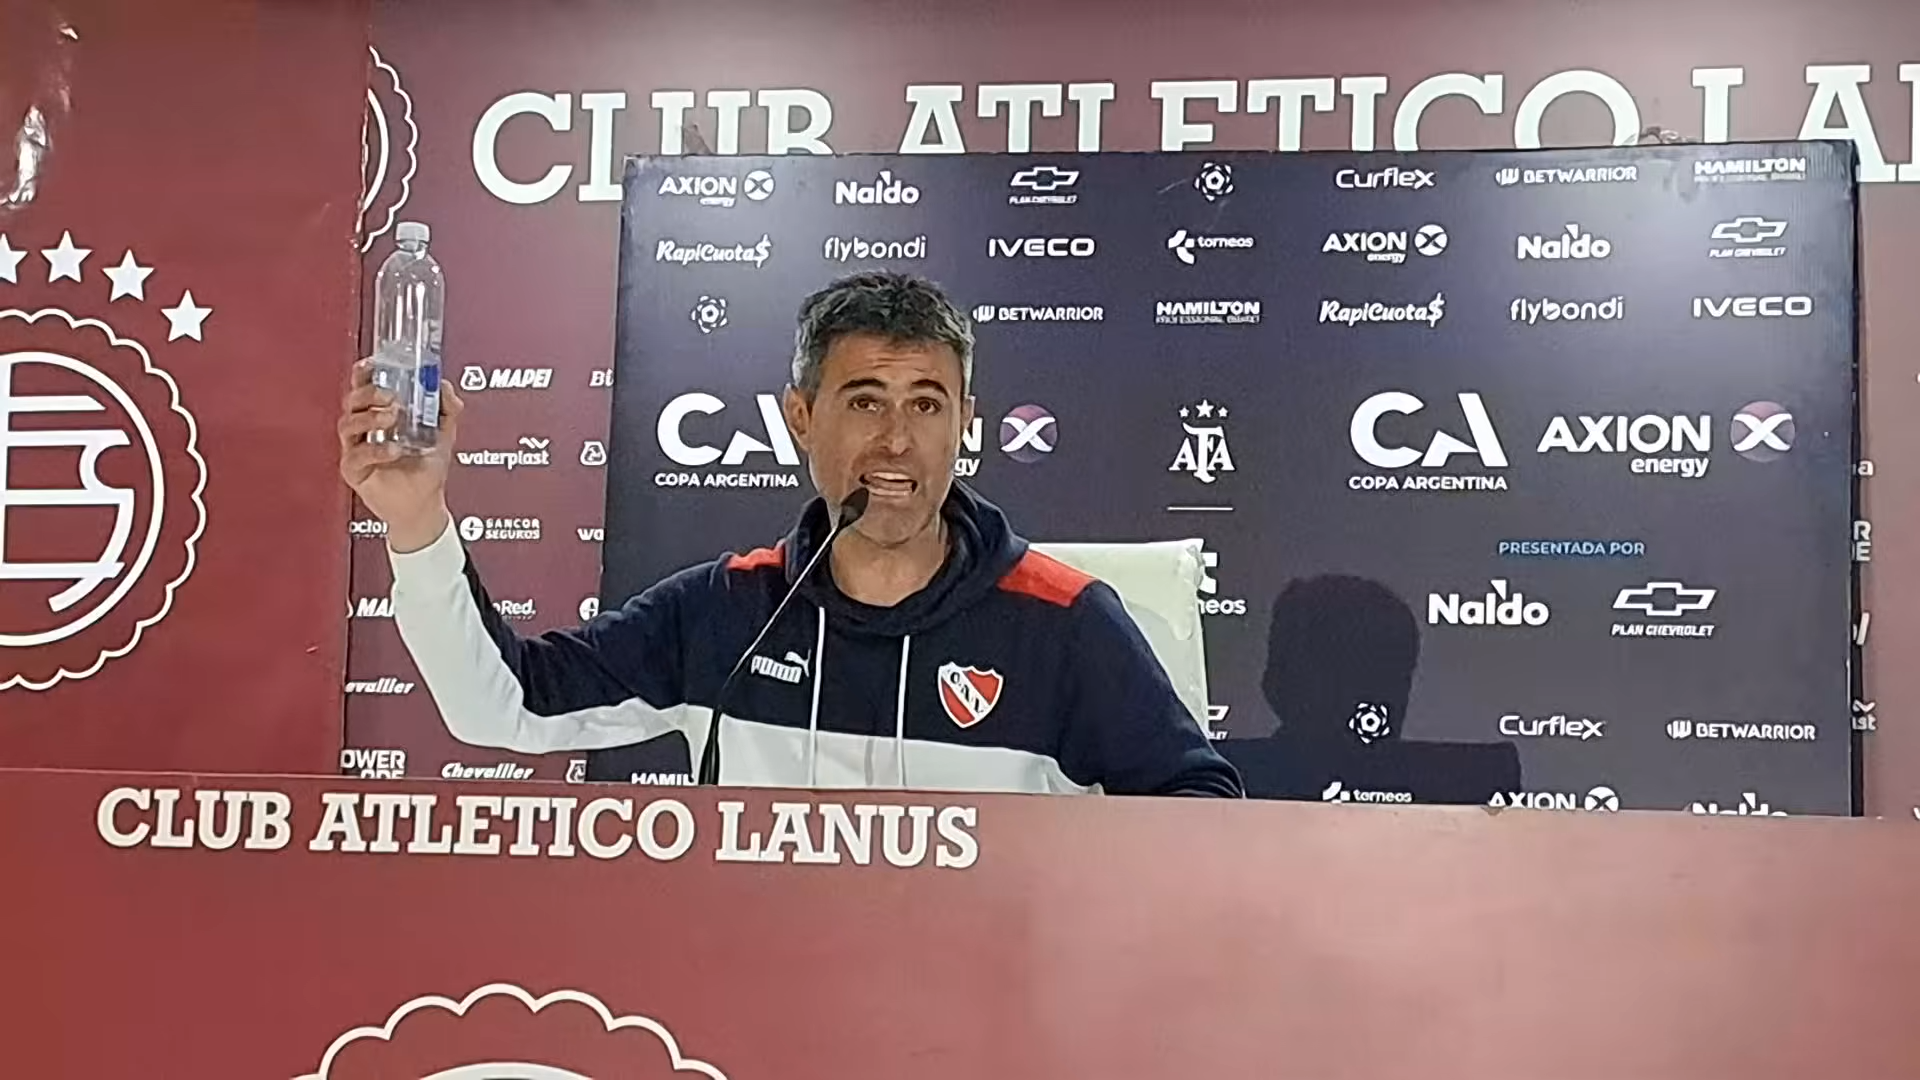 CLUB ATLETICO LA
AXION energy Naldo PLAN CHEVROLET Curflex BETWARRIOR HAMILTON
RapiCuota$ flybondi IVECO torneos AXION energy Naldo PLAN CHEVROLET
BETWARRIOR HAMILTON RapiCuota$ flybondi IVECO
MAPEI
CA COPA ARGENTINA
AFA
CA COPA ARGENTINA AXION energy
waterplast
SANCOR SEGUROS
PRESENTADA POR
Naldo PLAN CHEVROLET
PUMA
C.A.I.
Curflex BETWARRIOR
Chevallier
torneos AXION
CLUB ATLETICO LANUS